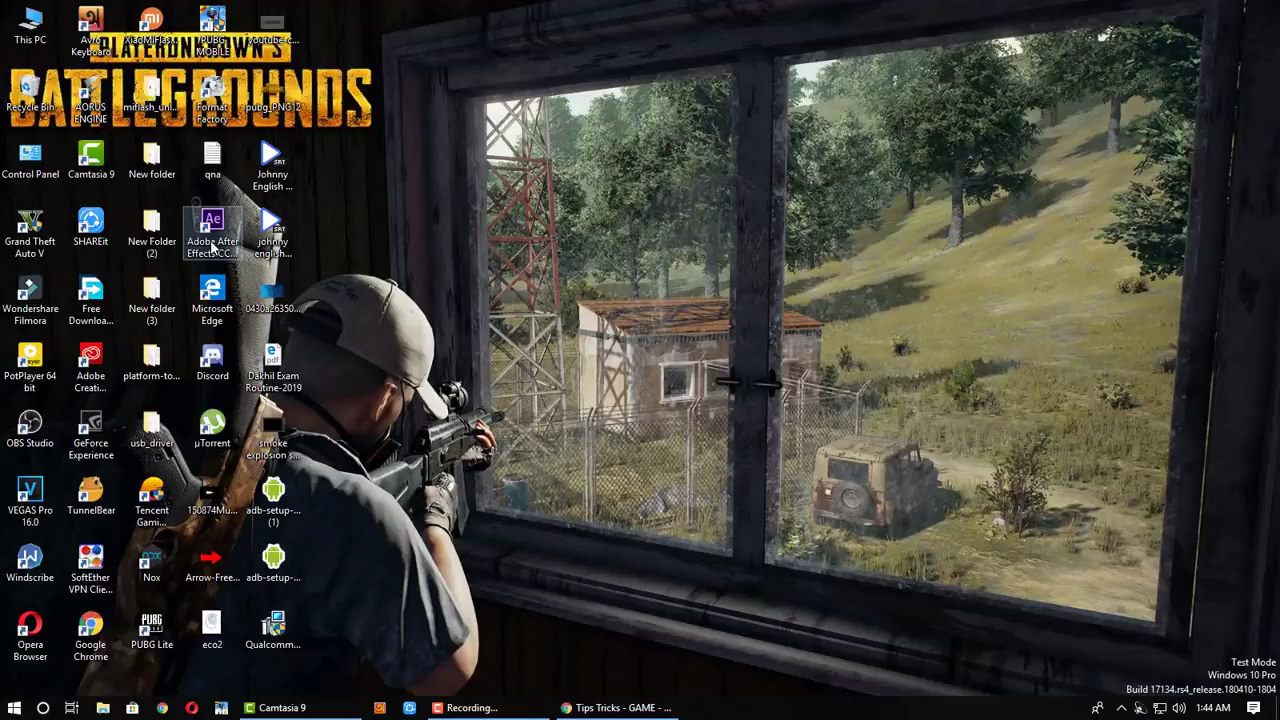 This PC
Avro Keyboard
XiaoMiFlas...
PUBG MOBILE
youtube-c...
PLAYERUNKNOWN'S
BATTLEGROUNDS
Recycle Bin
AORUS ENGINE
miflash_unl...
Format Factory
pubg_PNG12
Control Panel
Camtasia 9
New folder
qna
Johnny English ...
Grand Theft Auto V
SHAREit
New Folder (2)
Adobe After Effects CC...
johnny english...
Wondershare Filmora
Free Downloa...
New folder (3)
Microsoft Edge
0430a26350...
PotPlayer 64 bit
Adobe Creati...
platform-to...
Discord
Dakhil Exam Routine-2019
OBS Studio
GeForce Experience
usb_driver
µTorrent
smoke explosion s...
VEGAS Pro 16.0
TunnelBear
Tencent Gami...
150874Mu...
adb-setup-... (1)
Windscribe
SoftEther VPN Clie...
Nox
Arrow-Free...
adb-setup-...
Opera Browser
Google Chrome
PUBG Lite
eco2
Qualcomm...
Test Mode
Windows 10 Pro
Build 17134.rs4_release.180410-1804
Camtasia 9
Recording...
Tips Tricks - GAME - ...
1:44 AM